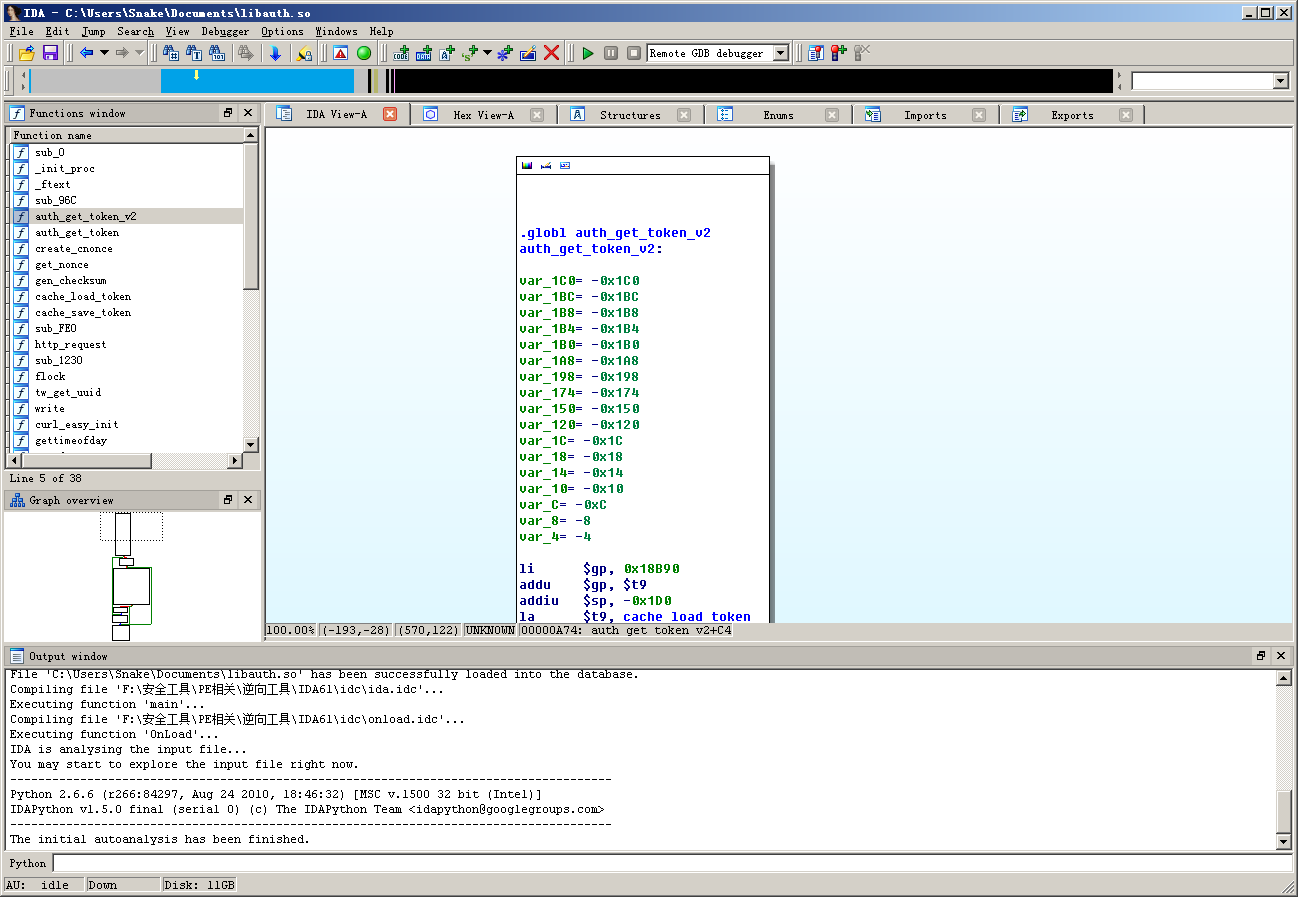 IDA - C:\Users\Snake\Documents\libauth.so
File Edit Jump Search View Debugger Options Windows Help
Remote GDB debugger
Functions window
IDA View-A
Hex View-A
Structures
Enums
Imports
Exports
Function name
sub_0
_init_proc
_ftext
sub_96C
auth_get_token_v2
auth_get_token
create_cnonce
get_nonce
gen_checksum
cache_load_token
cache_save_token
sub_FE0
http_request
sub_1230
flock
tw_get_uuid
write
curl_easy_init
gettimeofday
Line 5 of 38
Graph overview
.globl auth_get_token_v2
auth_get_token_v2:
var_1C0= -0x1C0
var_1BC= -0x1BC
var_1B8= -0x1B8
var_1B4= -0x1B4
var_1B0= -0x1B0
var_1A8= -0x1A8
var_198= -0x198
var_174= -0x174
var_150= -0x150
var_120= -0x120
var_1C= -0x1C
var_18= -0x18
var_14= -0x14
var_10= -0x10
var_C= -0xC
var_8= -8
var_4= -4
li $gp, 0x18B90
addu $gp, $t9
addiu $sp, -0x1D0
la $t9, cache_load_token
100.00% (-193,-28) (570,122) UNKNOWN 00000A74: auth_get_token_v2+C4
Output window
File 'C:\Users\Snake\Documents\libauth.so' has been successfully loaded into the database.
Compiling file 'F:\安全工具\PE相关\逆向工具\IDA61\idc\ida.idc'...
Executing function 'main'...
Compiling file 'F:\安全工具\PE相关\逆向工具\IDA61\idc\onload.idc'...
Executing function 'OnLoad'...
IDA is analysing the input file...
You may start to explore the input file right now.
--------------------------------------------------------------------------------------
Python 2.6.6 (r266:84297, Aug 24 2010, 18:46:32) [MSC v.1500 32 bit (Intel)]
IDAPython v1.5.0 final (serial 0) (c) The IDAPython Team <idapython@googlegroups.com>
--------------------------------------------------------------------------------------
The initial autoanalysis has been finished.
Python
AU: idle Down Disk: 11GB